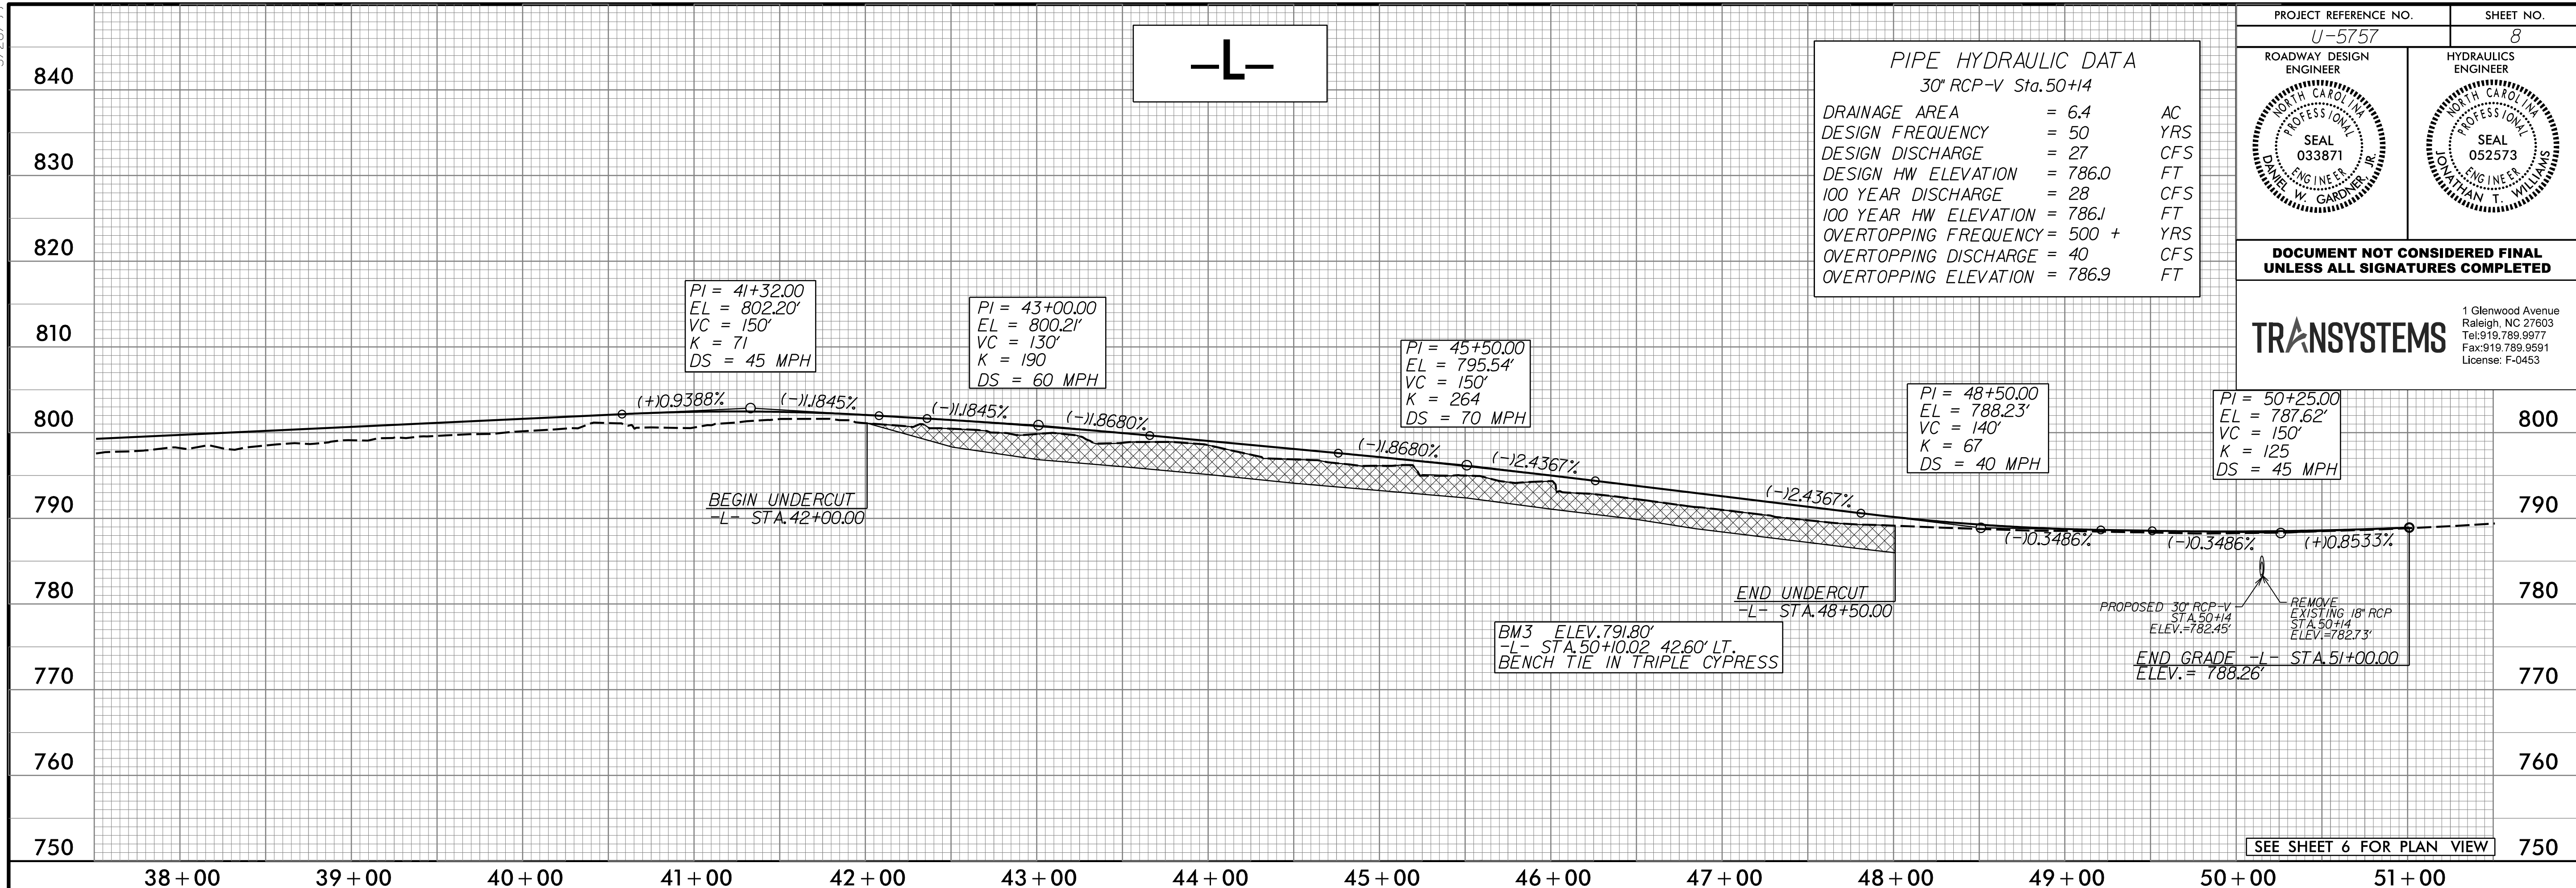 PROJECT REFERENCE NO.
SHEET NO.
U-5757
8
ROADWAY DESIGN
ENGINEER
HYDRAULICS
ENGINEER
NORTH CAROLINA
PROFESSIONAL
SEAL
033871
ENGINEER
DANIEL W. GARDNER JR.
NORTH CAROLINA
PROFESSIONAL
SEAL
052573
ENGINEER
JONATHAN T. WILLIAMS
DOCUMENT NOT CONSIDERED FINAL
UNLESS ALL SIGNATURES COMPLETED
TRANSYSTEMS
1 Glenwood Avenue
Raleigh, NC 27603
Tel:919.789.9977
Fax:919.789.9591
License: F-0453
-L-
PIPE HYDRAULIC DATA
30" RCP-V Sta.50+14
DRAINAGE AREA = 6.4 AC
DESIGN FREQUENCY = 50 YRS
DESIGN DISCHARGE = 27 CFS
DESIGN HW ELEVATION = 786.0 FT
100 YEAR DISCHARGE = 28 CFS
100 YEAR HW ELEVATION = 786.1 FT
OVERTOPPING FREQUENCY = 500 + YRS
OVERTOPPING DISCHARGE = 40 CFS
OVERTOPPING ELEVATION = 786.9 FT
840
830
820
810
800
790
780
770
760
750
PI = 41+32.00
EL = 802.20'
VC = 150'
K = 71
DS = 45 MPH
PI = 43+00.00
EL = 800.21'
VC = 130'
K = 190
DS = 60 MPH
PI = 45+50.00
EL = 795.54'
VC = 150'
K = 264
DS = 70 MPH
PI = 48+50.00
EL = 788.23'
VC = 140'
K = 67
DS = 40 MPH
PI = 50+25.00
EL = 787.62'
VC = 150'
K = 125
DS = 45 MPH
(+)0.9388%
(-)1.1845%
(-)1.1845%
(-)1.8680%
(-)1.8680%
(-)2.4367%
(-)2.4367%
(-)0.3486%
(-)0.3486%
(+)0.8533%
BEGIN UNDERCUT
-L- STA.42+00.00
END UNDERCUT
-L- STA.48+50.00
BM3 ELEV.791.80'
-L- STA.50+10.02 42.60' LT.
BENCH TIE IN TRIPLE CYPRESS
PROPOSED 30" RCP-V
STA.50+14
ELEV.=782.45'
REMOVE
EXISTING 18" RCP
STA.50+14
ELEV.=782.73'
END GRADE -L- STA.51+00.00
ELEV.= 788.26'
800
790
780
770
760
750
SEE SHEET 6 FOR PLAN VIEW
38+00 39+00 40+00 41+00 42+00 43+00 44+00 45+00 46+00 47+00 48+00 49+00 50+00 51+00